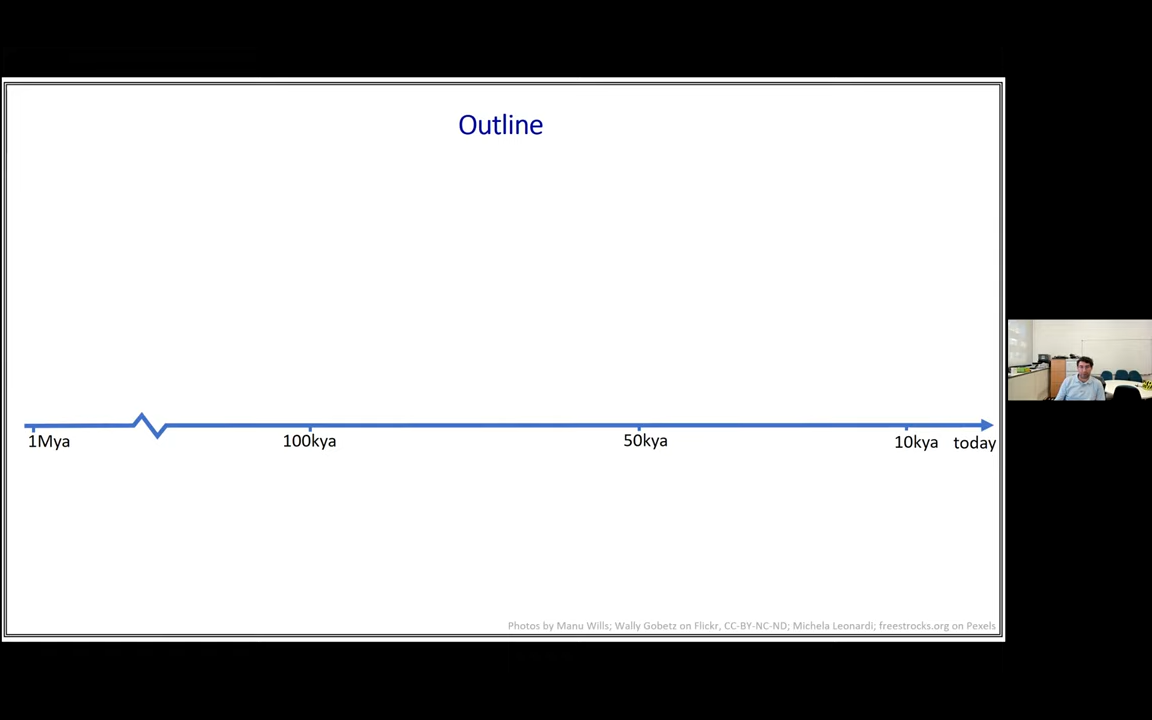 Outline
1Mya
100kya
50kya
10kya
today
Photos by Manu Wills; Wally Gobetz on Flickr, CC-BY-NC-ND; Michela Leonardi; freestrocks.org on Pexels